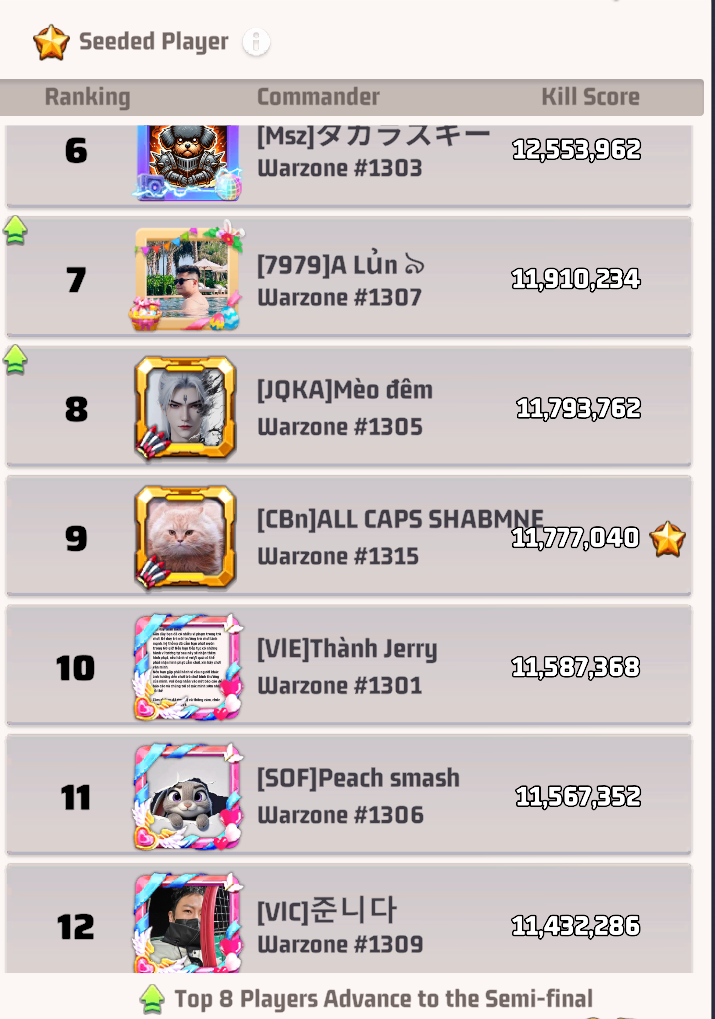 Seeded Player
Ranking Commander Kill Score
6 [Msz]タカラスキー 12,553,962
Warzone #1303
7 [7979]A Lủn ঌ 11,910,234
Warzone #1307
8 [JQKA]Mèo đêm 11,793,762
Warzone #1305
9 [CBn]ALL CAPS SHABMNE 11,777,040
Warzone #1315
10 [VlE]Thành Jerry 11,587,368
Warzone #1301
11 [SOF]Peach smash 11,567,352
Warzone #1306
12 [VlC]준니다 11,432,286
Warzone #1309
Top 8 Players Advance to the Semi-final